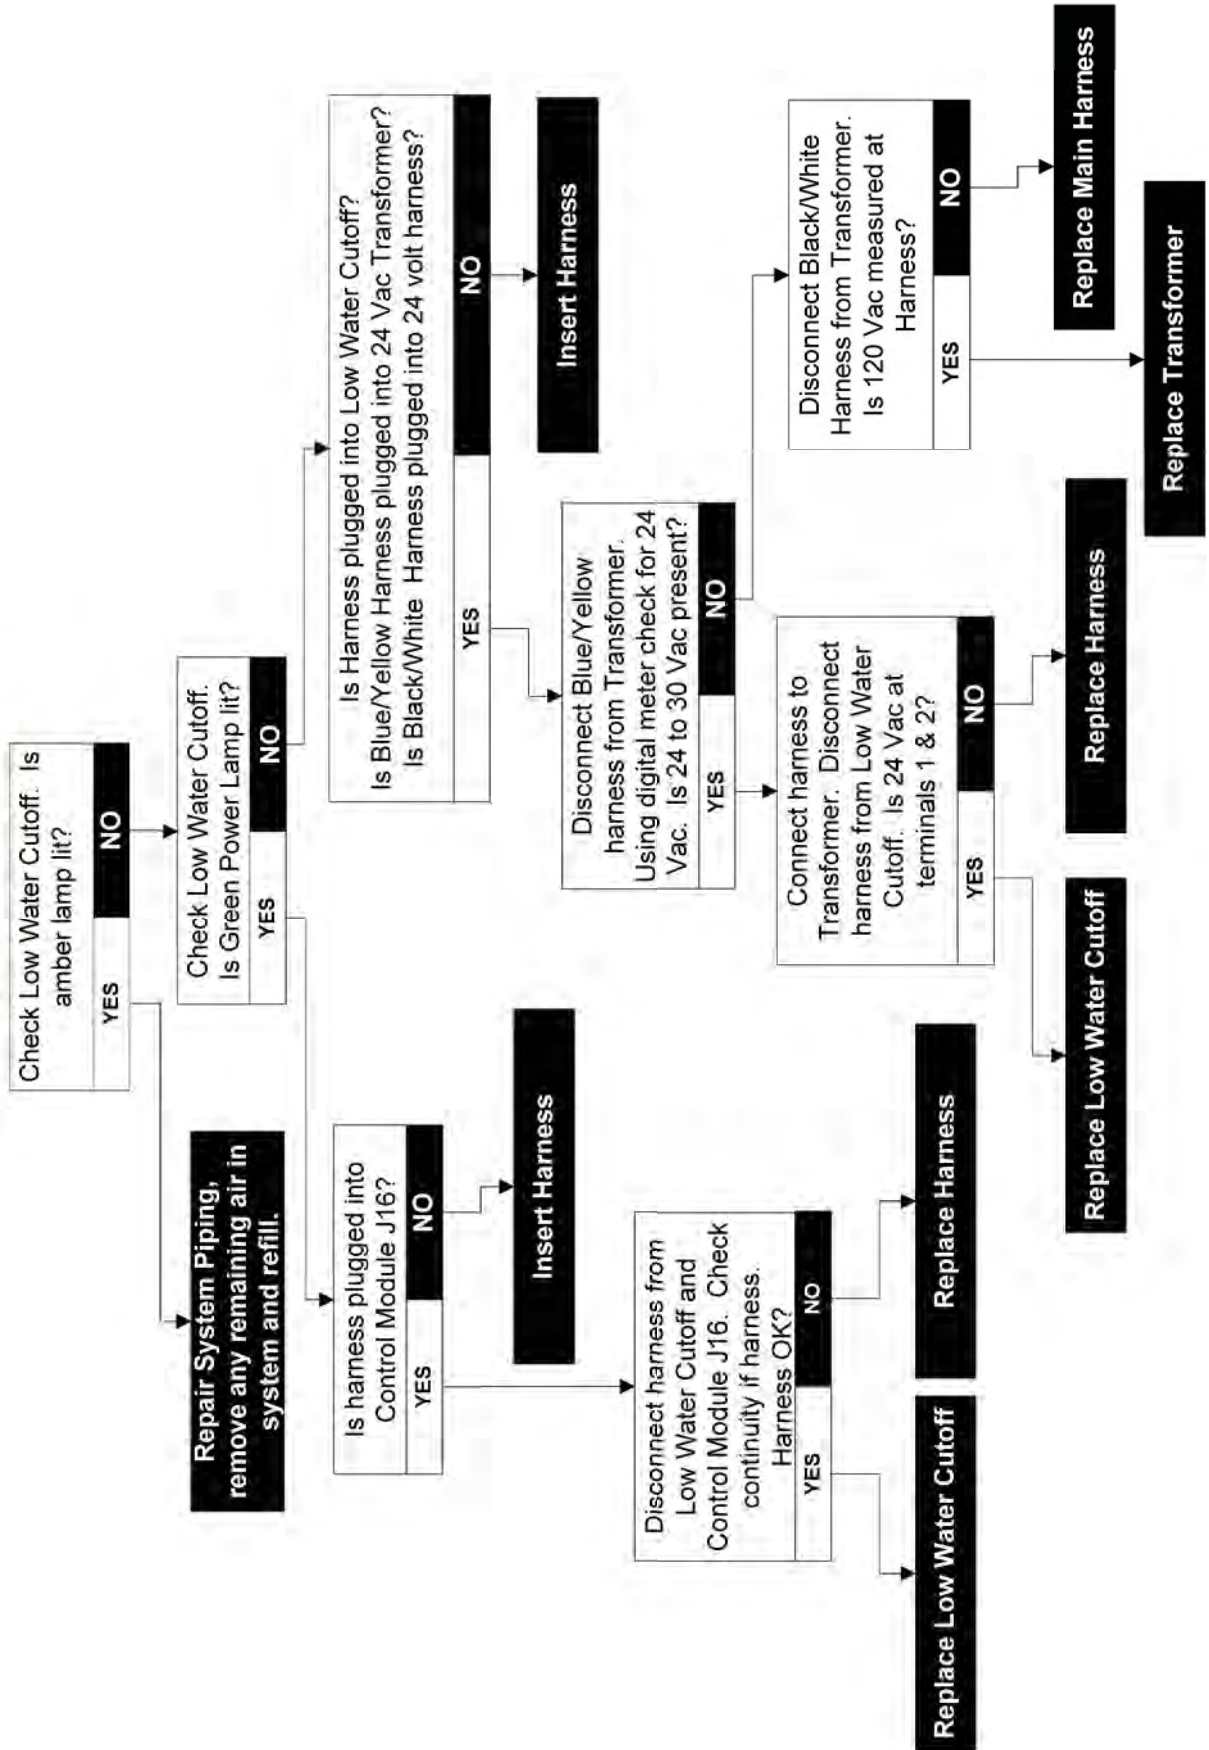 Check Low Water Cutoff.  Is
amber lamp lit?
YES
NO
Repair System Piping,
remove any remaining air in
system and refill.
Check Low Water Cutoff.
Is Green Power Lamp lit?
YES
NO
Is harness plugged into
Control Module J16?
YES
NO
Insert Harness
Is Harness plugged into Low Water Cutoff?
Is Blue/Yellow Harness plugged into 24 Vac Transformer?
Is Black/White  Harness plugged into 24 volt harness?
YES
NO
Insert Harness
Disconnect harness from
Low Water Cutoff and
Control Module J16.  Check
continuity if harness.
Harness OK?
YES
NO
Replace Low Water Cutoff
Replace Harness
Disconnect Blue/Yellow
harness from Transformer.
Using digital meter check for 24
Vac.  Is 24 to 30 Vac present?
YES
NO
Connect harness to
Transformer.  Disconnect
harness from Low Water
Cutoff.  Is 24 Vac at
terminals 1 & 2?
YES
NO
Replace Low Water Cutoff
Replace Harness
Disconnect Black/White
Harness from Transformer.
Is 120 Vac measured at
Harness?
YES
NO
Replace Main Harness
Replace Transformer